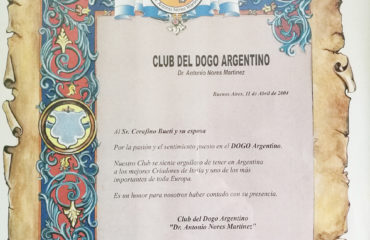 CLUB DEL DOGO ARGENTINO
Dr. Antonio Nores Martinez
Buenos Aires, 11 de Abril de 2004
Al Sr. Cerafino Bueti y su esposa
Por la pasión y el sentimiento puesto en el DOGO Argentino.
Nuestro Club se siente orgulloso de tener en Argentina
a los mejores Criadores de Italia y uno de los más
importantes de toda Europa.
Es un honor para nosotros haber contado con su presencia.
Club del Dogo Argentino
"Dr. Antonio Nores Martinez"